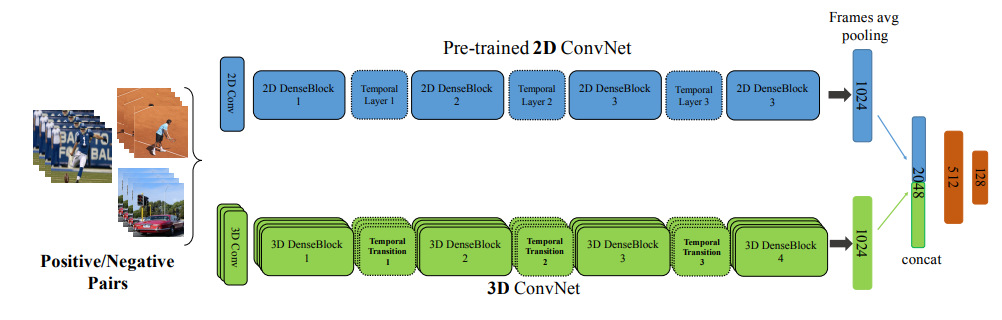 Frames avg
pooling
Pre-trained 2D ConvNet
2D Conv
2D DenseBlock
1
Temporal
Layer 1
2D DenseBlock
2
Temporal
Layer 2
2D DenseBlock
3
Temporal
Layer 3
2D DenseBlock
3
1024
Positive/Negative
Pairs
3D Conv
3D DenseBlock
1
Temporal
Transition
1
3D DenseBlock
2
Temporal
Transition
2
3D DenseBlock
3
Temporal
Transition
3
3D DenseBlock
4
1024
3D ConvNet
2048
concat
512
128